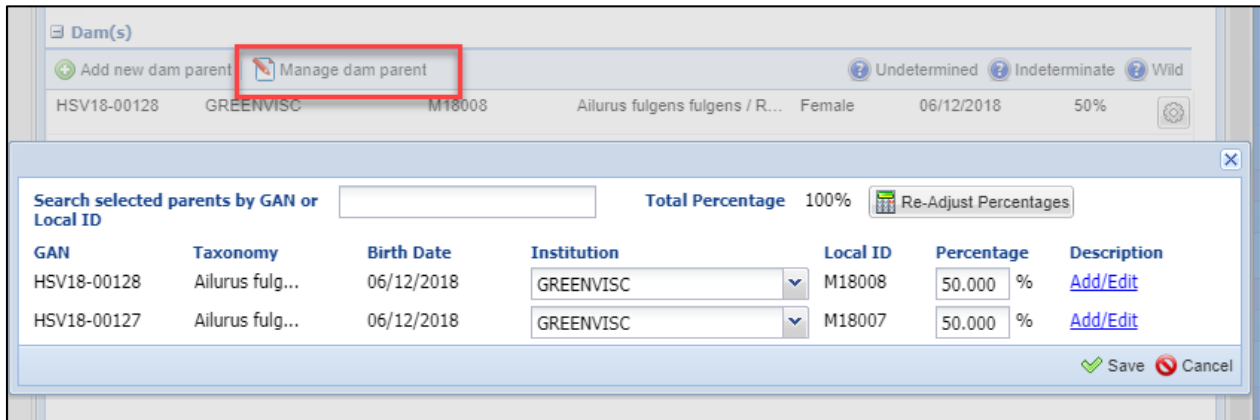 Dam(s)
Add new dam parent Manage dam parent Undetermined Indeterminate Wild
HSV18-00128 GREENVISC M18008 Ailurus fulgens fulgens / R... Female 06/12/2018 50%
Search selected parents by GAN or Local ID Total Percentage 100% Re-Adjust Percentages
GAN Taxonomy Birth Date Institution Local ID Percentage Description
HSV18-00128 Ailurus fulg... 06/12/2018 GREENVISC M18008 50.000 % Add/Edit
HSV18-00127 Ailurus fulg... 06/12/2018 GREENVISC M18007 50.000 % Add/Edit
Save Cancel